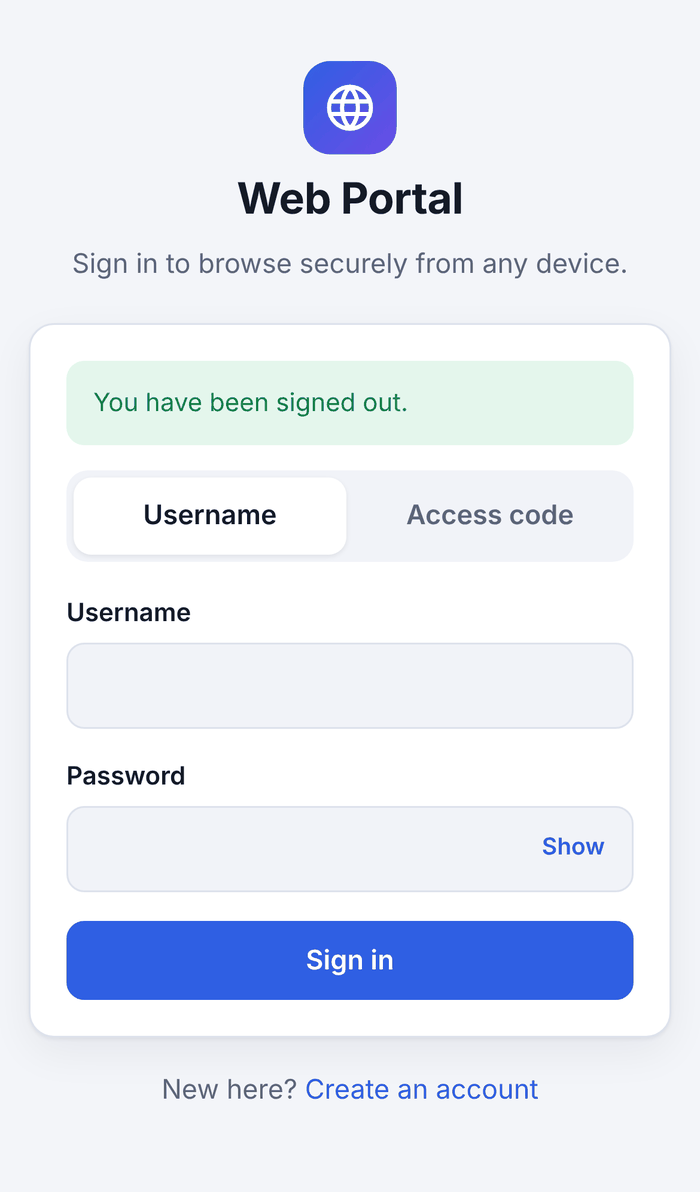 Web Portal
Sign in to browse securely from any device.
You have been signed out.
Username
Access code
Username
Password
Show
Sign in
New here? Create an account